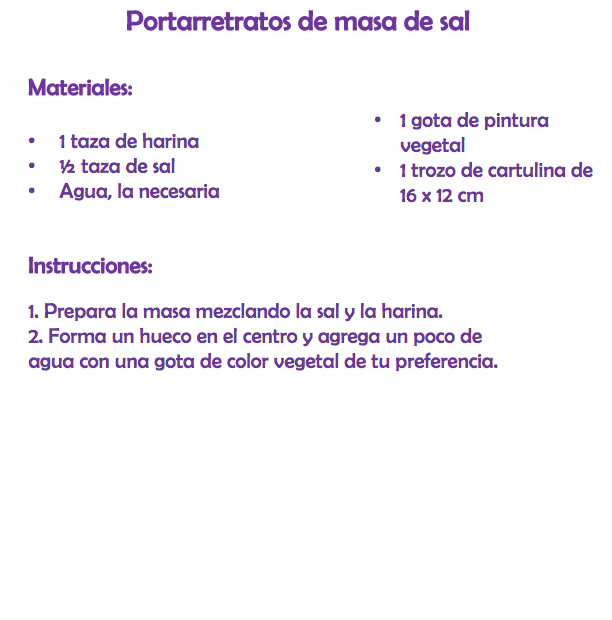 Portarretratos de masa de sal
Materiales:
• 1 taza de harina
• ½ taza de sal
• Agua, la necesaria
• 1 gota de pintura
vegetal
• 1 trozo de cartulina de
16 x 12 cm
Instrucciones:
1. Prepara la masa mezclando la sal y la harina.
2. Forma un hueco en el centro y agrega un poco de
agua con una gota de color vegetal de tu preferencia.